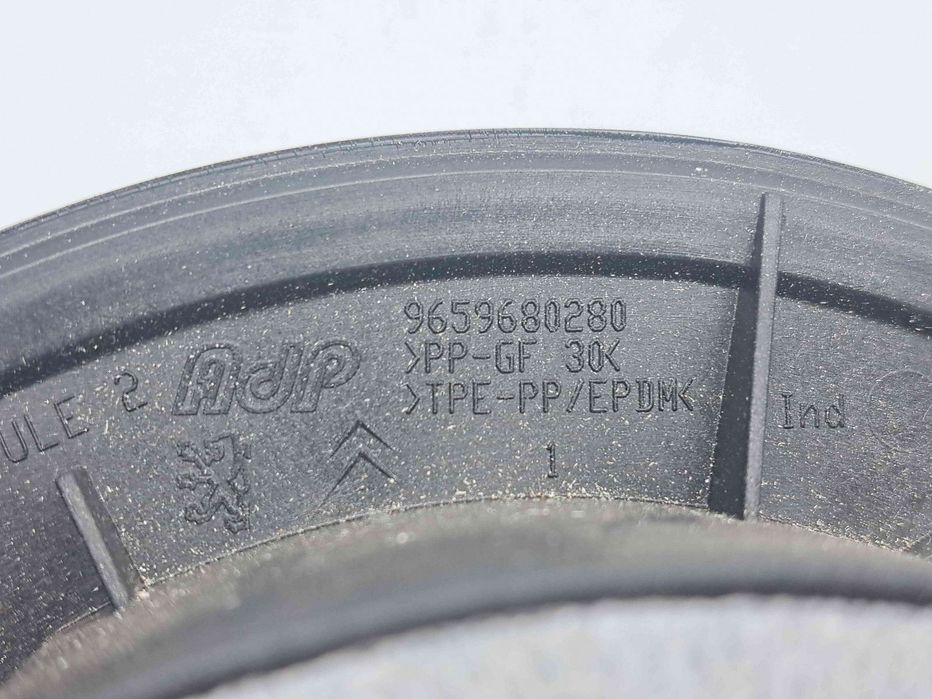 9659680280
>PP-GF 30<
ULE 2 AdP >TPE-PP/EPDM< Ind
1